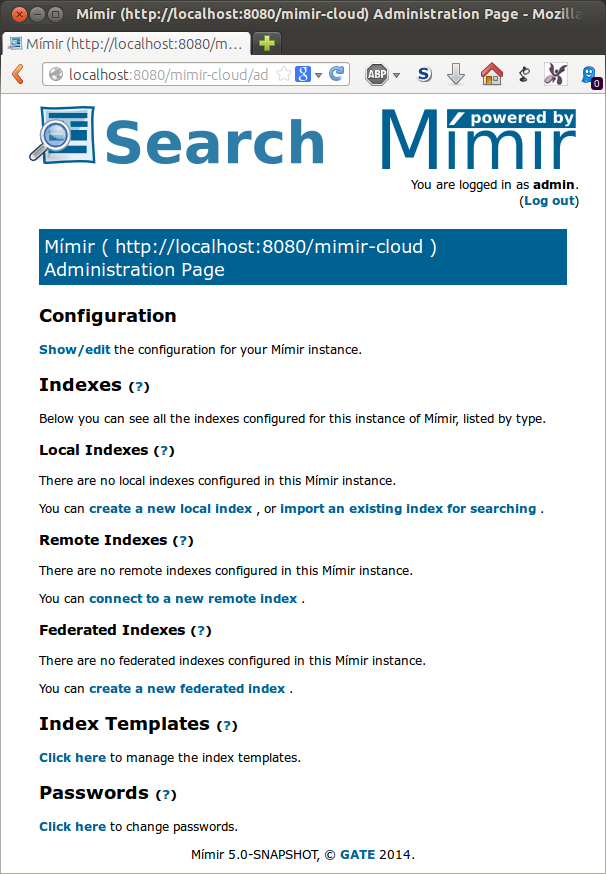 Mímir (http://localhost:8080/mimir-cloud) Administration Page - Mozilla
Mímir (http://localhost:8080/m...
localhost:8080/mimir-cloud/ad
ABP
S
0
Search
powered by
Mímir
You are logged in as admin.
(Log out)
Mímir ( http://localhost:8080/mimir-cloud )
Administration Page
Configuration
Show/edit the configuration for your Mímir instance.
Indexes (?)
Below you can see all the indexes configured for this instance of Mímir, listed by type.
Local Indexes (?)
There are no local indexes configured in this Mímir instance.
You can create a new local index , or import an existing index for searching .
Remote Indexes (?)
There are no remote indexes configured in this Mímir instance.
You can connect to a new remote index .
Federated Indexes (?)
There are no federated indexes configured in this Mímir instance.
You can create a new federated index .
Index Templates (?)
Click here to manage the index templates.
Passwords (?)
Click here to change passwords.
Mímir 5.0-SNAPSHOT, © GATE 2014.